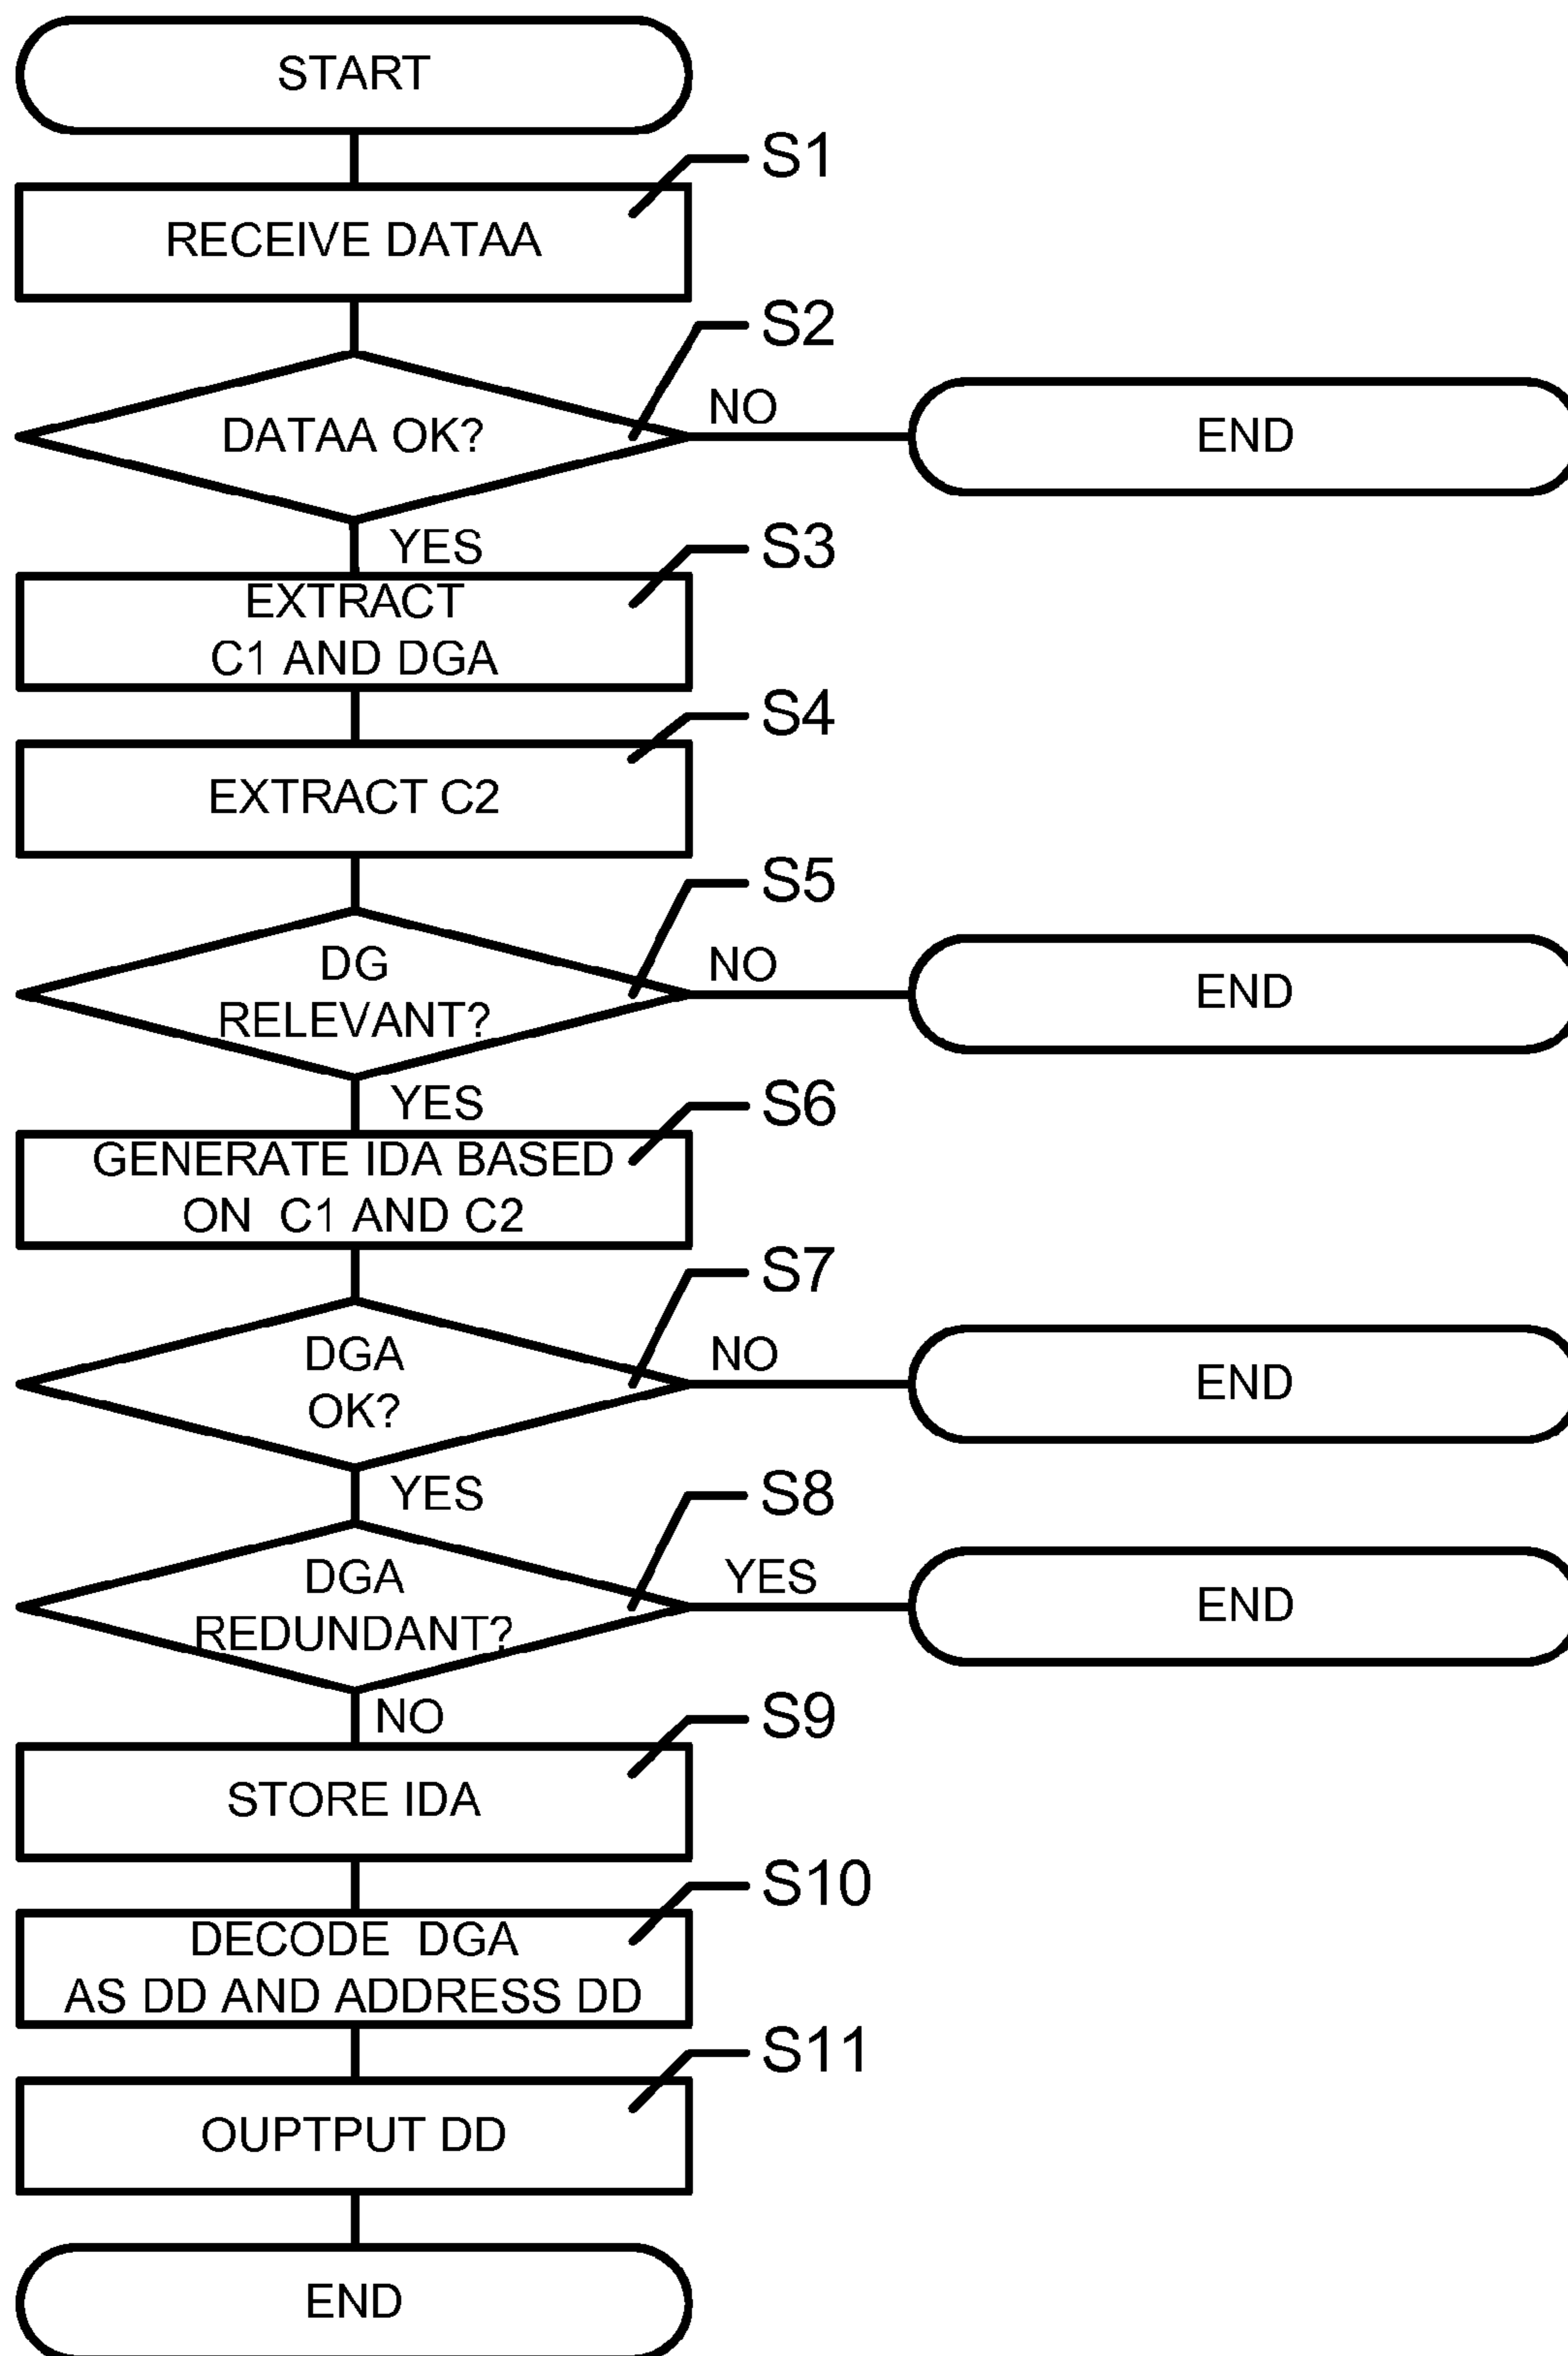 START
S1
RECEIVE DATAA
S2
DATAA OK?
NO
END
YES
S3
EXTRACT
C1 AND DGA
S4
EXTRACT C2
S5
DG
RELEVANT?
NO
END
YES
S6
GENERATE IDA BASED
ON C1 AND C2
S7
DGA
OK?
NO
END
YES
S8
DGA
REDUNDANT?
YES
END
NO
S9
STORE IDA
S10
DECODE DGA
AS DD AND ADDRESS DD
S11
OUPTPUT DD
END